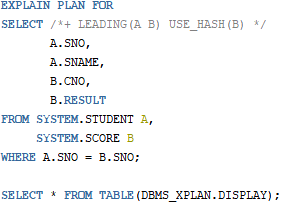 EXPLAIN PLAN FOR
SELECT /*+ LEADING(A B) USE_HASH(B) */
A.SNO,
A.SNAME,
B.CNO,
B.RESULT
FROM SYSTEM.STUDENT A,
SYSTEM.SCORE B
WHERE A.SNO = B.SNO;
SELECT * FROM TABLE(DBMS_XPLAN.DISPLAY);